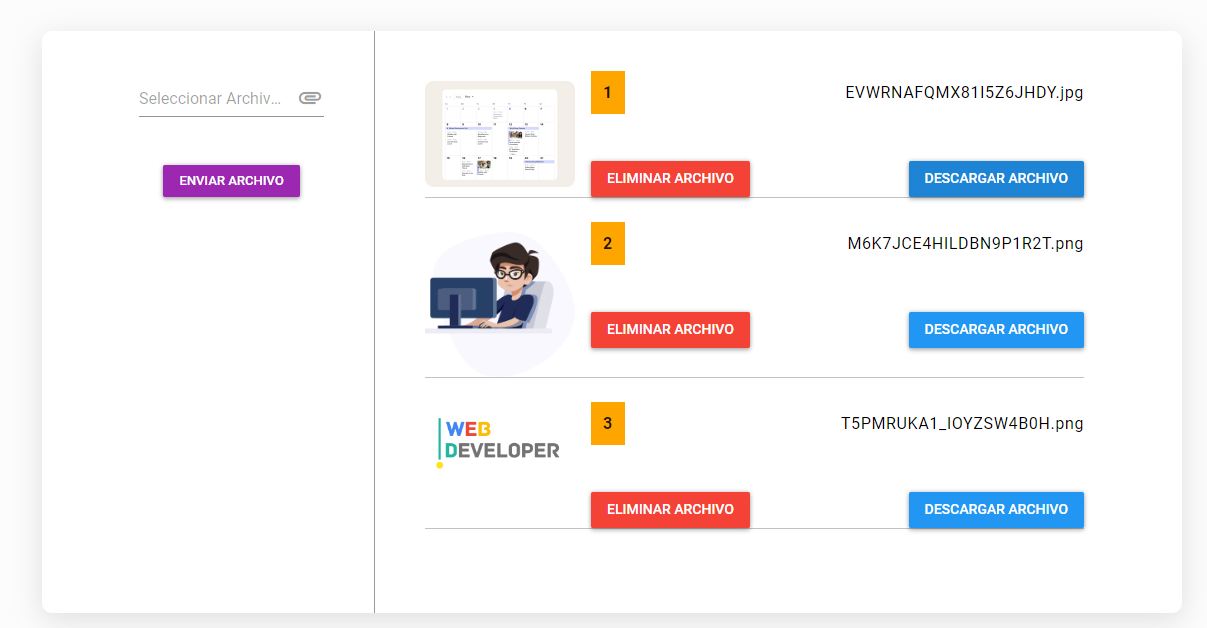 Seleccionar Archiv...
ENVIAR ARCHIVO
1
EVWRNAFQMX81I5Z6JHDY.jpg
ELIMINAR ARCHIVO
DESCARGAR ARCHIVO
2
M6K7JCE4HILDBN9P1R2T.png
ELIMINAR ARCHIVO
DESCARGAR ARCHIVO
WEB
DEVELOPER
3
T5PMRUKA1_IOYZSW4B0H.png
ELIMINAR ARCHIVO
DESCARGAR ARCHIVO